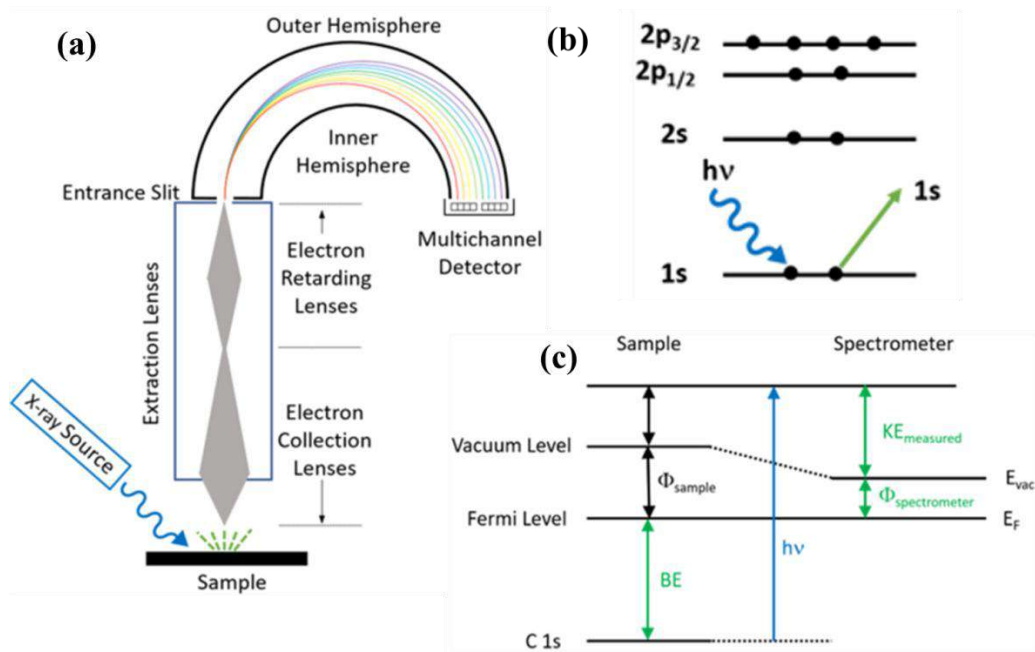 (a)
Outer Hemisphere
Inner
Hemisphere
Entrance Slit
Multichannel
Detector
Electron
Retarding
Lenses
Extraction Lenses
Electron
Collection
Lenses
X-ray Source
Sample
(b)
2p3/2
2p1/2
2s
hν
1s
1s
(c)
Sample
Spectrometer
Vacuum Level
KEmeasured
Φsample
Evac
Φspectrometer
Fermi Level
EF
BE
hν
C 1s